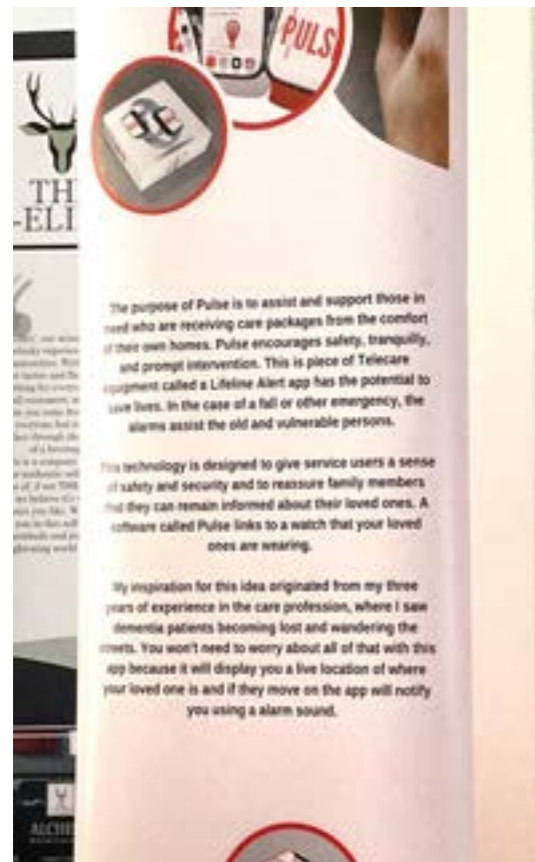 PULS
TH
-ELI
The purpose of Pulse is to assist and support those in
need who are receiving care packages from the comfort
of their own homes. Pulse encourages safety, tranquilly,
and prompt intervention. This is piece of Telecare
equipment called a Lifeline Alert app has the potential to
save lives. In the case of a fall or other emergency, the
alarms assist the old and vulnerable persons.
This technology is designed to give service users a sense
of safety and security and to reassure family members
that they can remain informed about their loved ones. A
software called Pulse links to a watch that your loved
ones are wearing.
My inspiration for this idea originated from my three
years of experience in the care profession, where I saw
dementia patients becoming lost and wandering the
streets. You won't need to worry about all of that with this
app because it will display you a live location of where
your loved one is and if they move on the app will notify
you using a alarm sound.
ALCHE